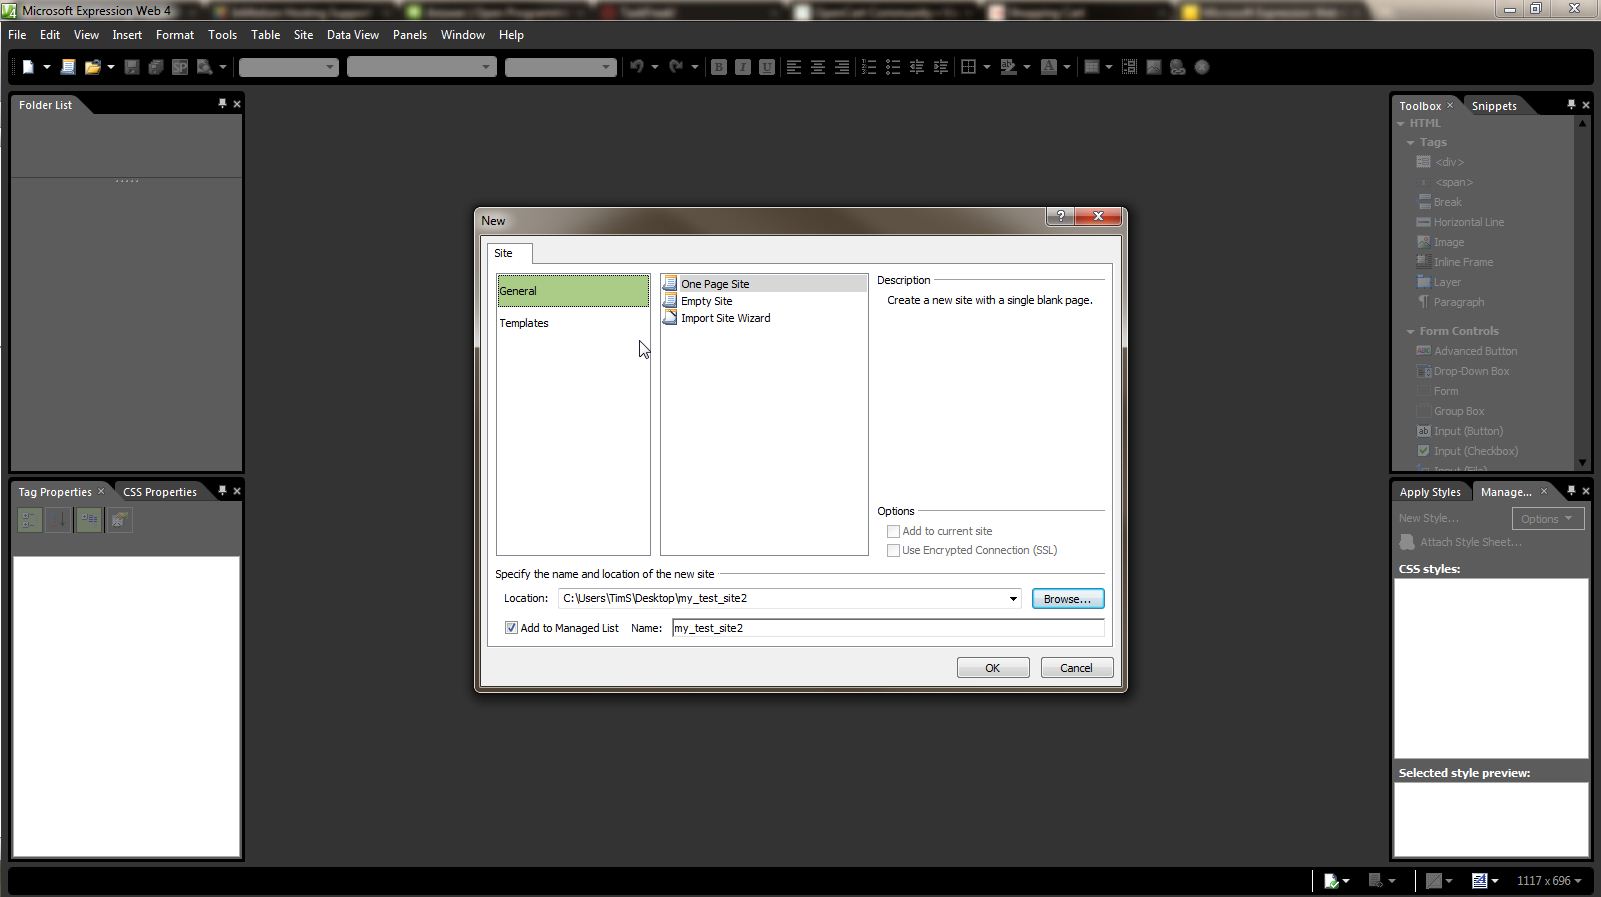 Microsoft Expression Web 4
File Edit View Insert Format Tools Table Site Data View Panels Window Help
Folder List
Tag Properties CSS Properties
New
Site
General
Templates
One Page Site
Empty Site
Import Site Wizard
Description
Create a new site with a single blank page.
Options
Add to current site
Use Encrypted Connection (SSL)
Specify the name and location of the new site
Location: C:\Users\TimS\Desktop\my_test_site2 Browse...
Add to Managed List Name: my_test_site2
OK Cancel
Toolbox Snippets
HTML
Tags
<div>
<span>
Break
Horizontal Line
Image
Inline Frame
Layer
Paragraph
Form Controls
Advanced Button
Drop-Down Box
Form
Group Box
Input (Button)
Input (Checkbox)
Apply Styles Manage...
New Style... Options
Attach Style Sheet...
CSS styles:
Selected style preview:
1117 x 696